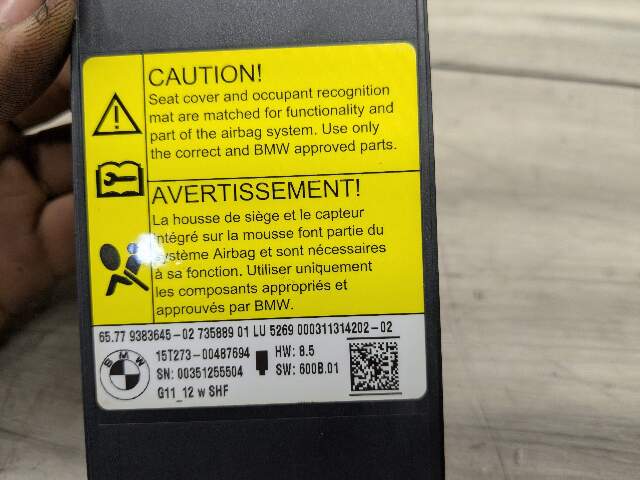 CAUTION!
Seat cover and occupant recognition
mat are matched for functionality and
part of the airbag system. Use only
the correct and BMW approved parts.
AVERTISSEMENT!
La housse de siège et le capteur
intégré sur la mousse font partie du
système Airbag et sont nécessaires
à sa fonction. Utiliser uniquement
les composants appropriés et
approuvés par BMW.
65.77 9383645-02 735889 01 LU 5269 000311314202-02
BMW
15T273-00487694
HW: 8.5
SN: 00351255504
SW: 600B.01
G11_12 w SHF